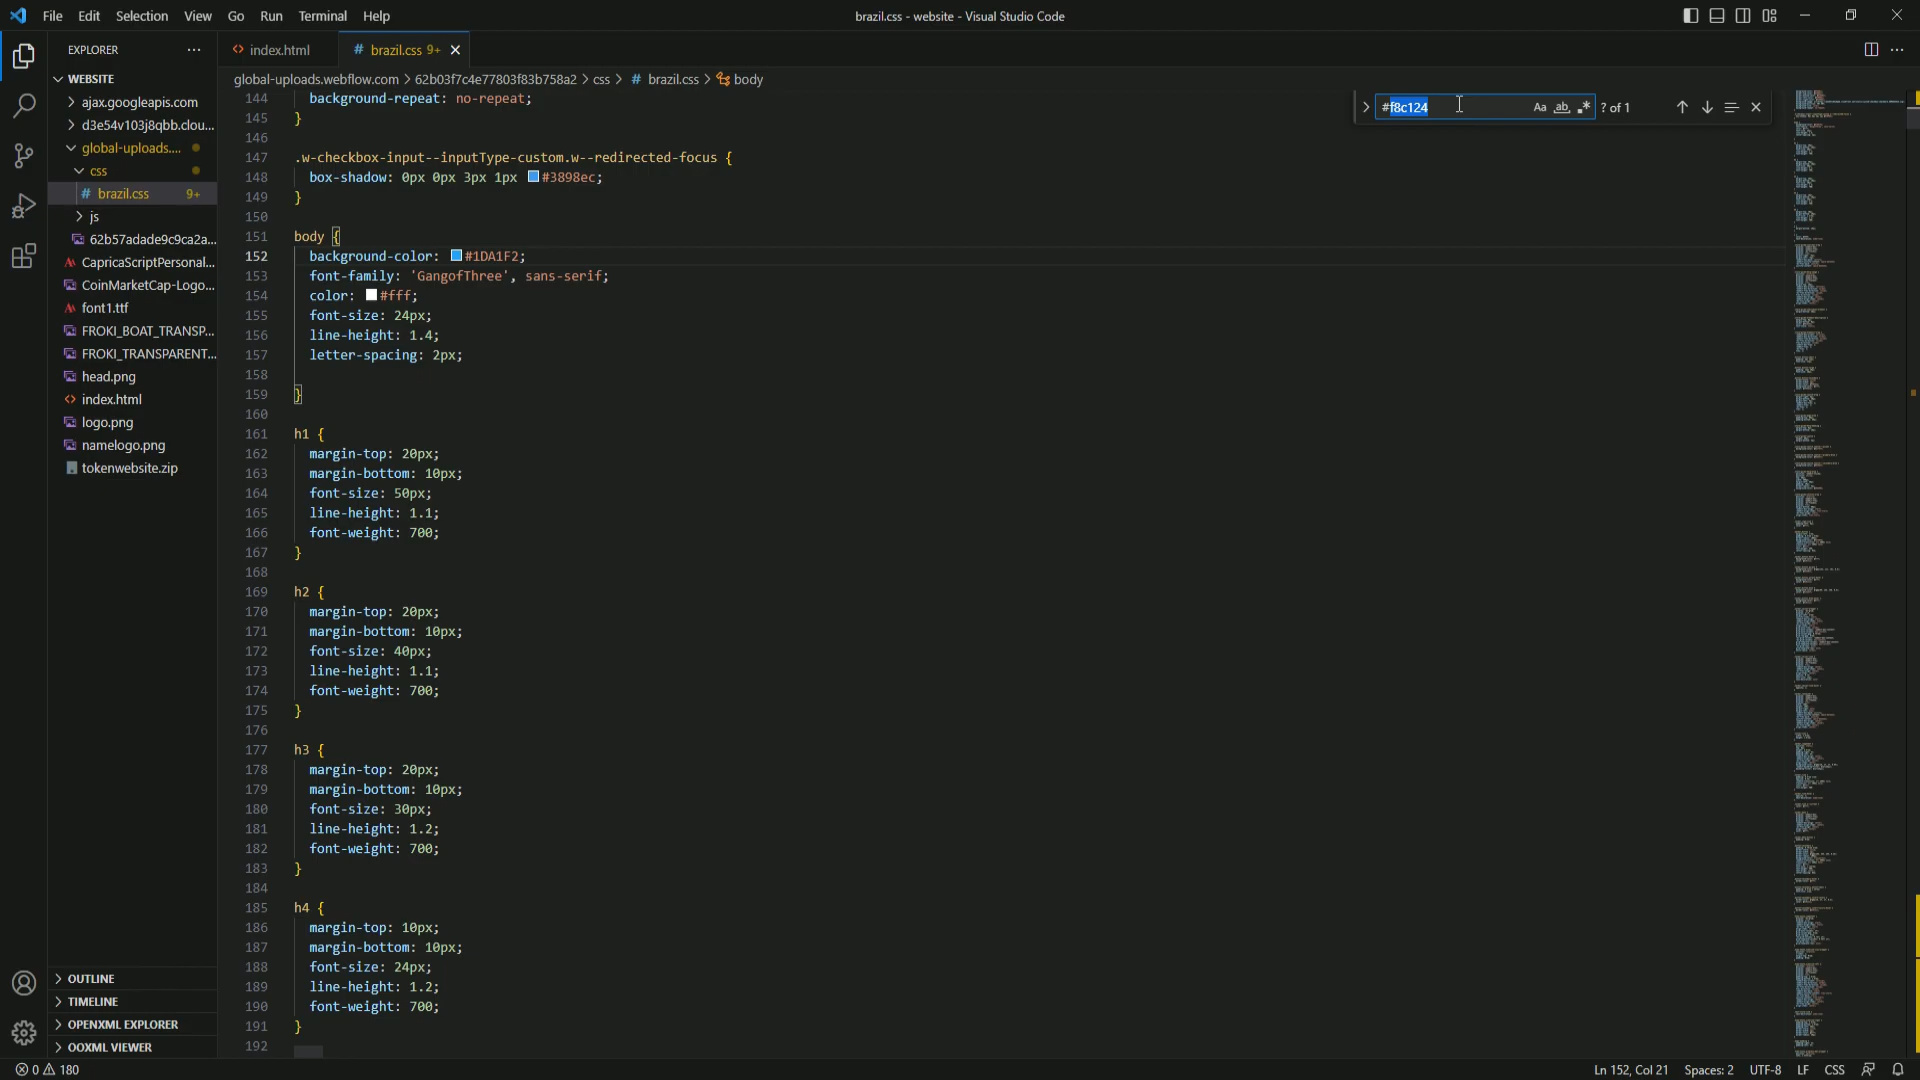 File Edit Selection View Go Run Terminal Help
brazil.css - website - Visual Studio Code
EXPLORER
WEBSITE
ajax.googleapis.com
d3e54v103j8qbb.clou...
global-uploads....
css
# brazil.css 9+
js
62b57adade9c9ca2a...
CapricaScriptPersonal...
CoinMarketCap-Logo...
font1.ttf
FROKI_BOAT_TRANSP...
FROKI_TRANSPARENT...
head.png
index.html
logo.png
namelogo.png
tokenwebsite.zip
OUTLINE
TIMELINE
OPENXML EXPLORER
OOXML VIEWER
index.html
# brazil.css 9+
global-uploads.webflow.com > 62b03f7c4e77803f83b758a2 > css > # brazil.css > body
#f8c124
Aa ab ? of 1
144 background-repeat: no-repeat;
145 }
146
147 .w-checkbox-input--inputType-custom.w--redirected-focus {
148 box-shadow: 0px 0px 3px 1px #3898ec;
149 }
150
151 body {
152 background-color: #1DA1F2;
153 font-family: 'GangofThree', sans-serif;
154 color: #fff;
155 font-size: 24px;
156 line-height: 1.4;
157 letter-spacing: 2px;
158
159 }
160
161 h1 {
162 margin-top: 20px;
163 margin-bottom: 10px;
164 font-size: 50px;
165 line-height: 1.1;
166 font-weight: 700;
167 }
168
169 h2 {
170 margin-top: 20px;
171 margin-bottom: 10px;
172 font-size: 40px;
173 line-height: 1.1;
174 font-weight: 700;
175 }
176
177 h3 {
178 margin-top: 20px;
179 margin-bottom: 10px;
180 font-size: 30px;
181 line-height: 1.2;
182 font-weight: 700;
183 }
184
185 h4 {
186 margin-top: 10px;
187 margin-bottom: 10px;
188 font-size: 24px;
189 line-height: 1.2;
190 font-weight: 700;
191 }
192
0 180
Ln 152, Col 21 Spaces: 2 UTF-8 LF CSS